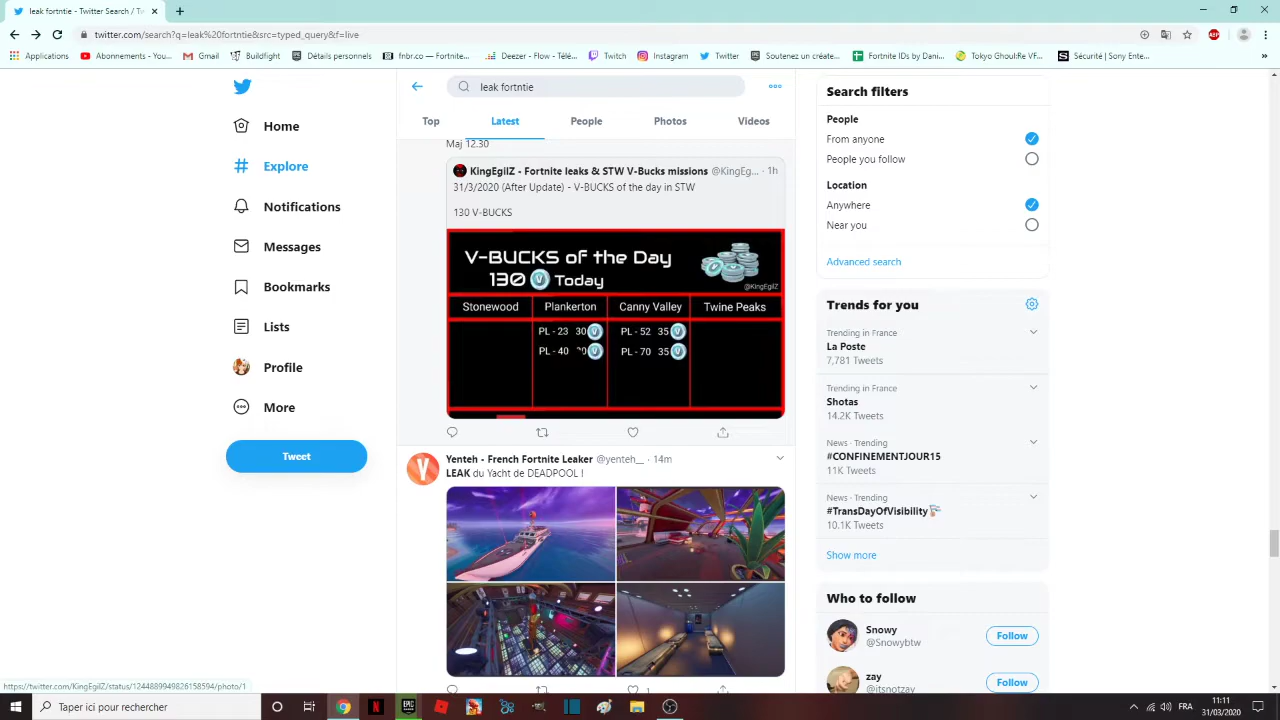 leak fortntie - Twitter Search / Tw
twitter.com/search?q=leak%20fortntie&src=typed_query&f=live
Applications
Abonnements - You...
Gmail
Buildfight
Détails personnels
fnbr.co — Fortnite...
Deezer - Flow - Télé...
Twitch
Instagram
Twitter
Soutenez un créate...
Fortnite IDs by Dani...
Tokyo Ghoul:Re VF...
Sécurité | Sony Ente...
»
Home
Explore
Notifications
Messages
Bookmarks
Lists
Profile
More
Tweet
leak fortntie
Top
Latest
People
Photos
Videos
Maj 12.30
KingEgilZ - Fortnite leaks & STW V-Bucks missions @KingEg... · 1h
31/3/2020 (After Update) - V-BUCKS of the day in STW
130 V-BUCKS
V-BUCKS of the Day
130 V Today
@KingEgilZ
Stonewood
Plankerton
Canny Valley
Twine Peaks
PL - 23 30 V
PL - 52 35 V
PL - 40 V
PL - 70 35 V
Yenteh - French Fortnite Leaker @yenteh__ · 14m
LEAK du Yacht de DEADPOOL !
1
Search filters
People
From anyone
People you follow
Location
Anywhere
Near you
Advanced search
Trends for you
Trending in France
La Poste
7,781 Tweets
Trending in France
Shotas
14.2K Tweets
News · Trending
#CONFINEMENTJOUR15
11K Tweets
News · Trending
#TransDayOfVisibility
10.1K Tweets
Show more
Who to follow
Snowy
@Snowybtw
Follow
zay
@itsnotzay
Follow
https://twitter.com/KingEgilZ/status/1244889949826158594/photo/1
Taper ici pour rechercher
EPIC
FRA
11:11
31/03/2020